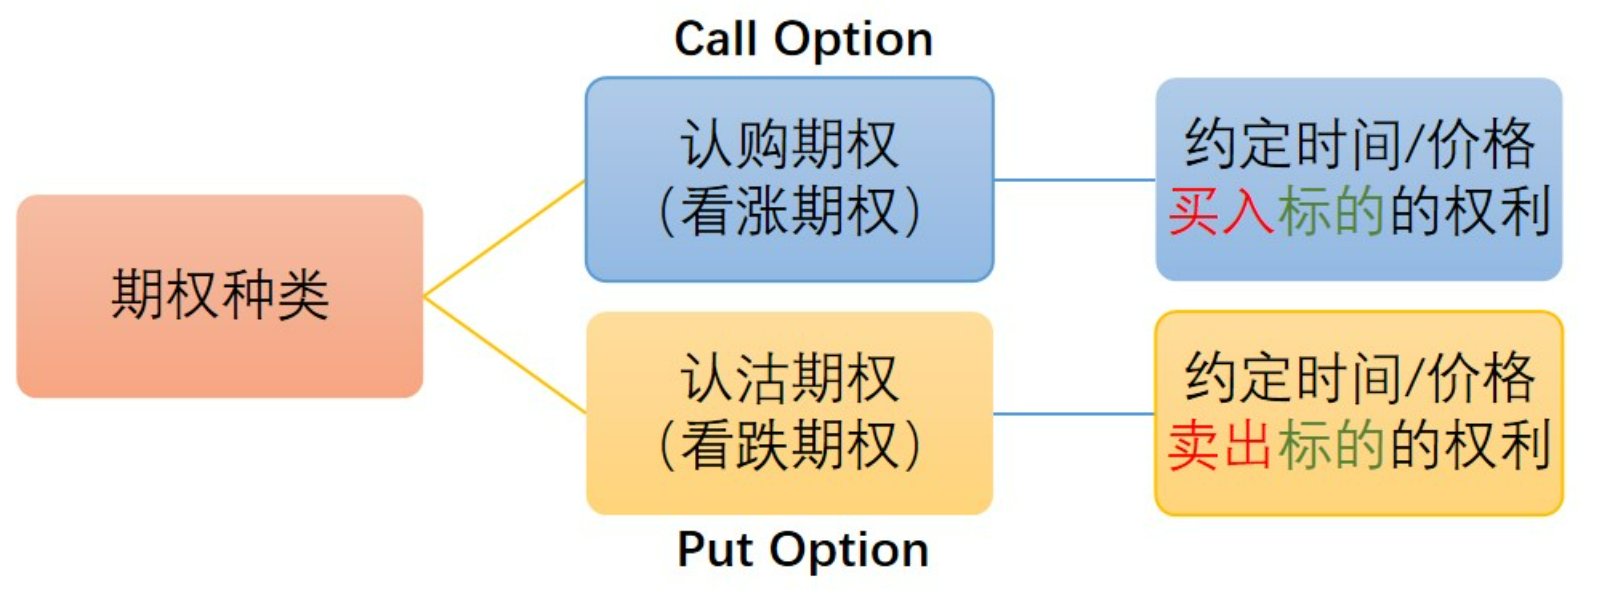 Call Option
认购期权
（看涨期权）
约定时间/价格
买入标的的权利
期权种类
认沽期权
（看跌期权）
约定时间/价格
卖出标的的权利
Put Option